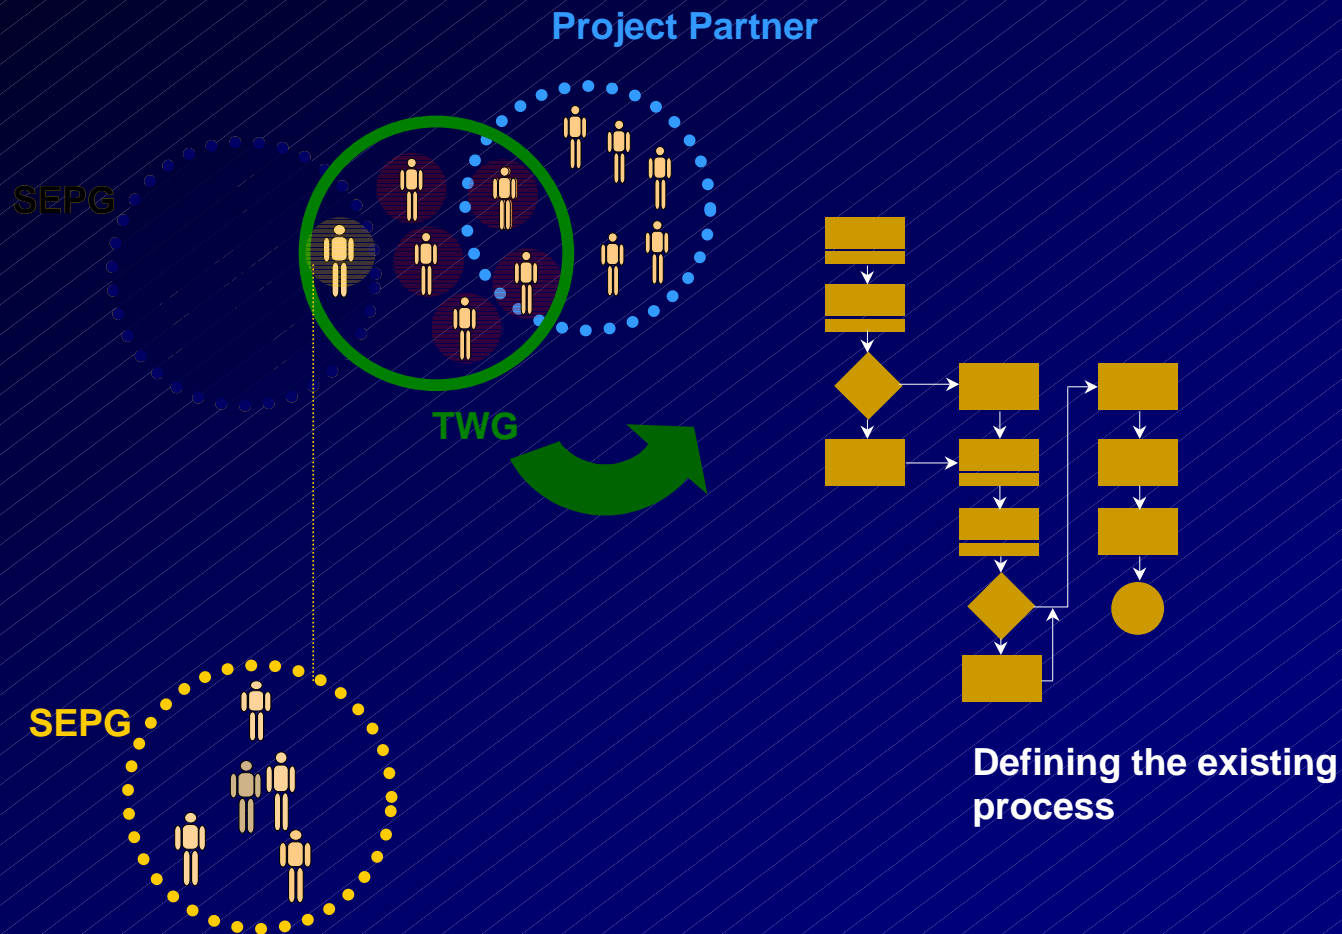 Project Partner
SEPG
TWG
SEPG
Defining the existing
process